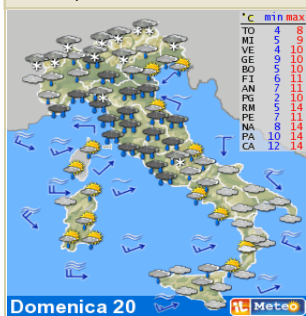 °C min max
TO 4 8
MI 5 9
VE 4 10
GE 9 10
BO 5 10
FI 6 11
AN 7 11
PG 2 10
RM 5 14
PE 7 11
NA 8 14
PA 10 14
CA 12 14
Domenica 20
iL Meteo